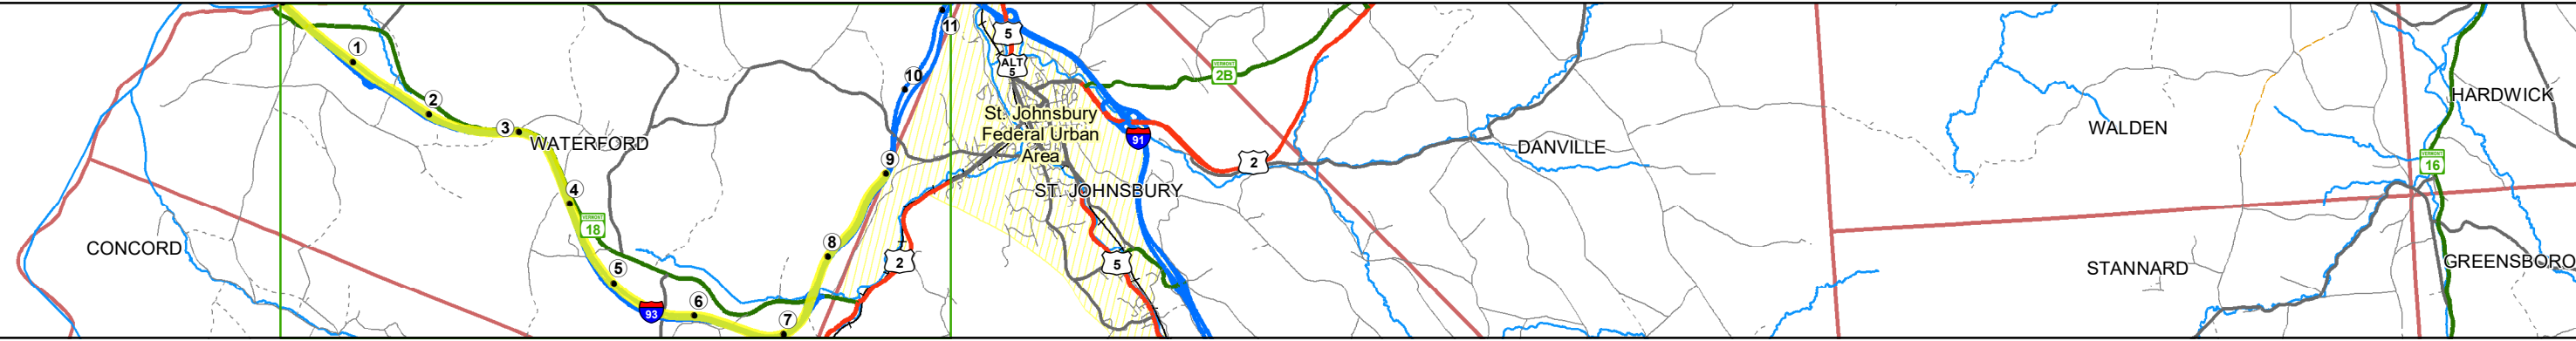 1
2
3
WATERFORD
4
VERMONT
18
CONCORD
5
93
6
7
8
9
10
11
5
ALT
5
VERMONT
2B
St. Johnsbury
Federal Urban
Area
91
ST. JOHNSBURY
2
2
5
DANVILLE
WALDEN
HARDWICK
VERMONT
16
STANNARD
GREENSBORO